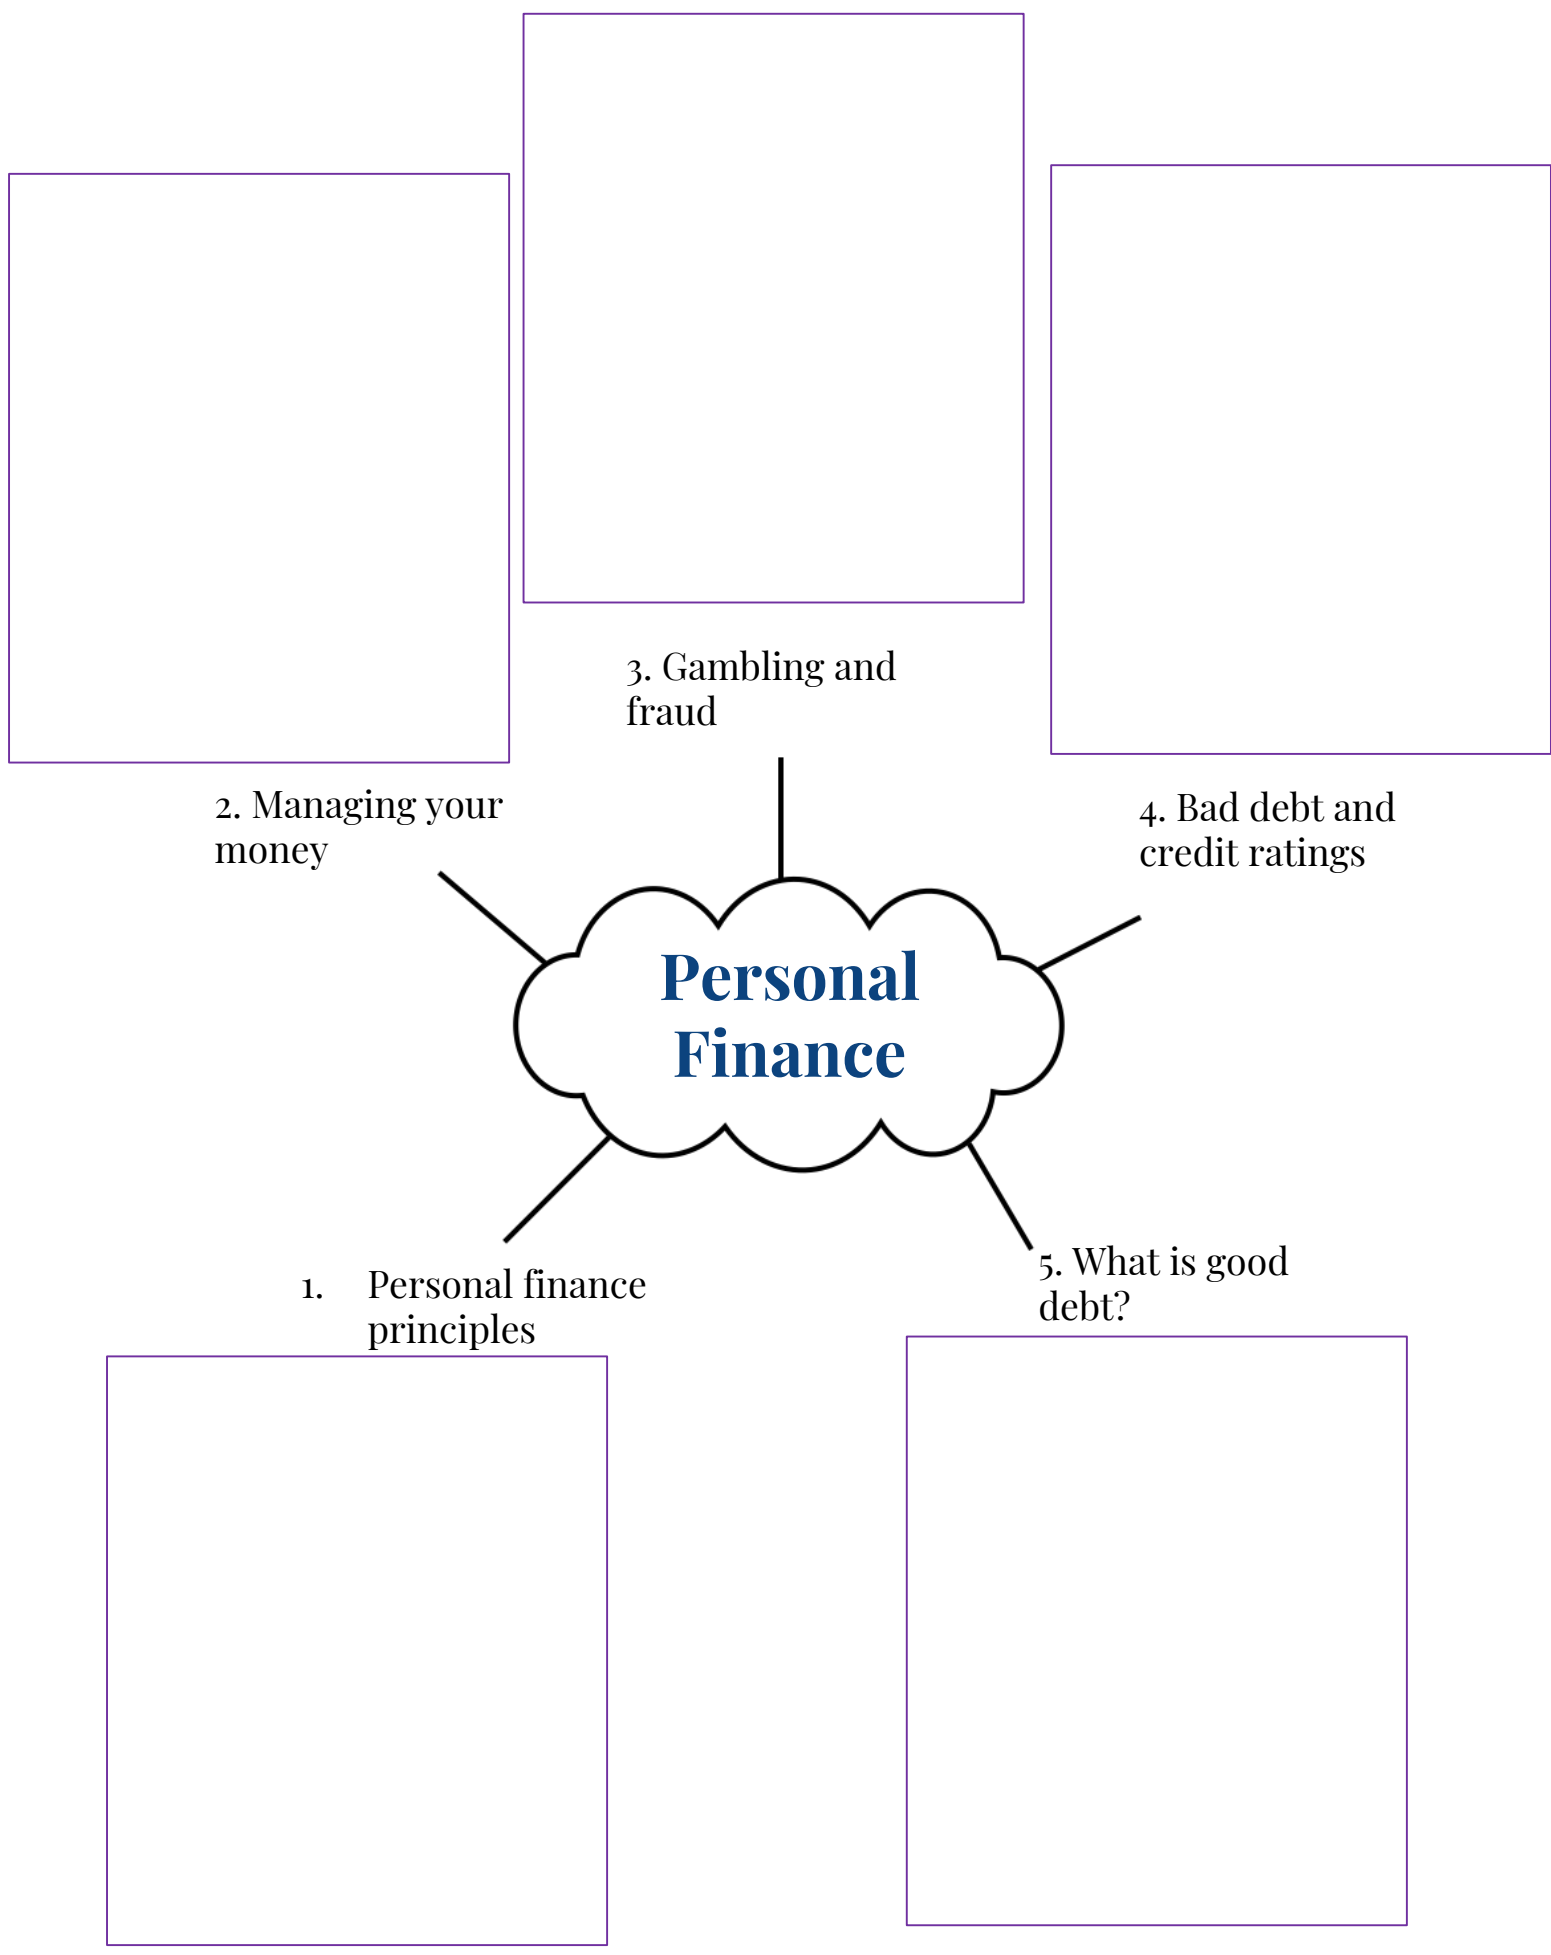 3. Gambling and
fraud
2. Managing your
money
4. Bad debt and
credit ratings
Personal
Finance
1. Personal finance
principles
5. What is good
debt?